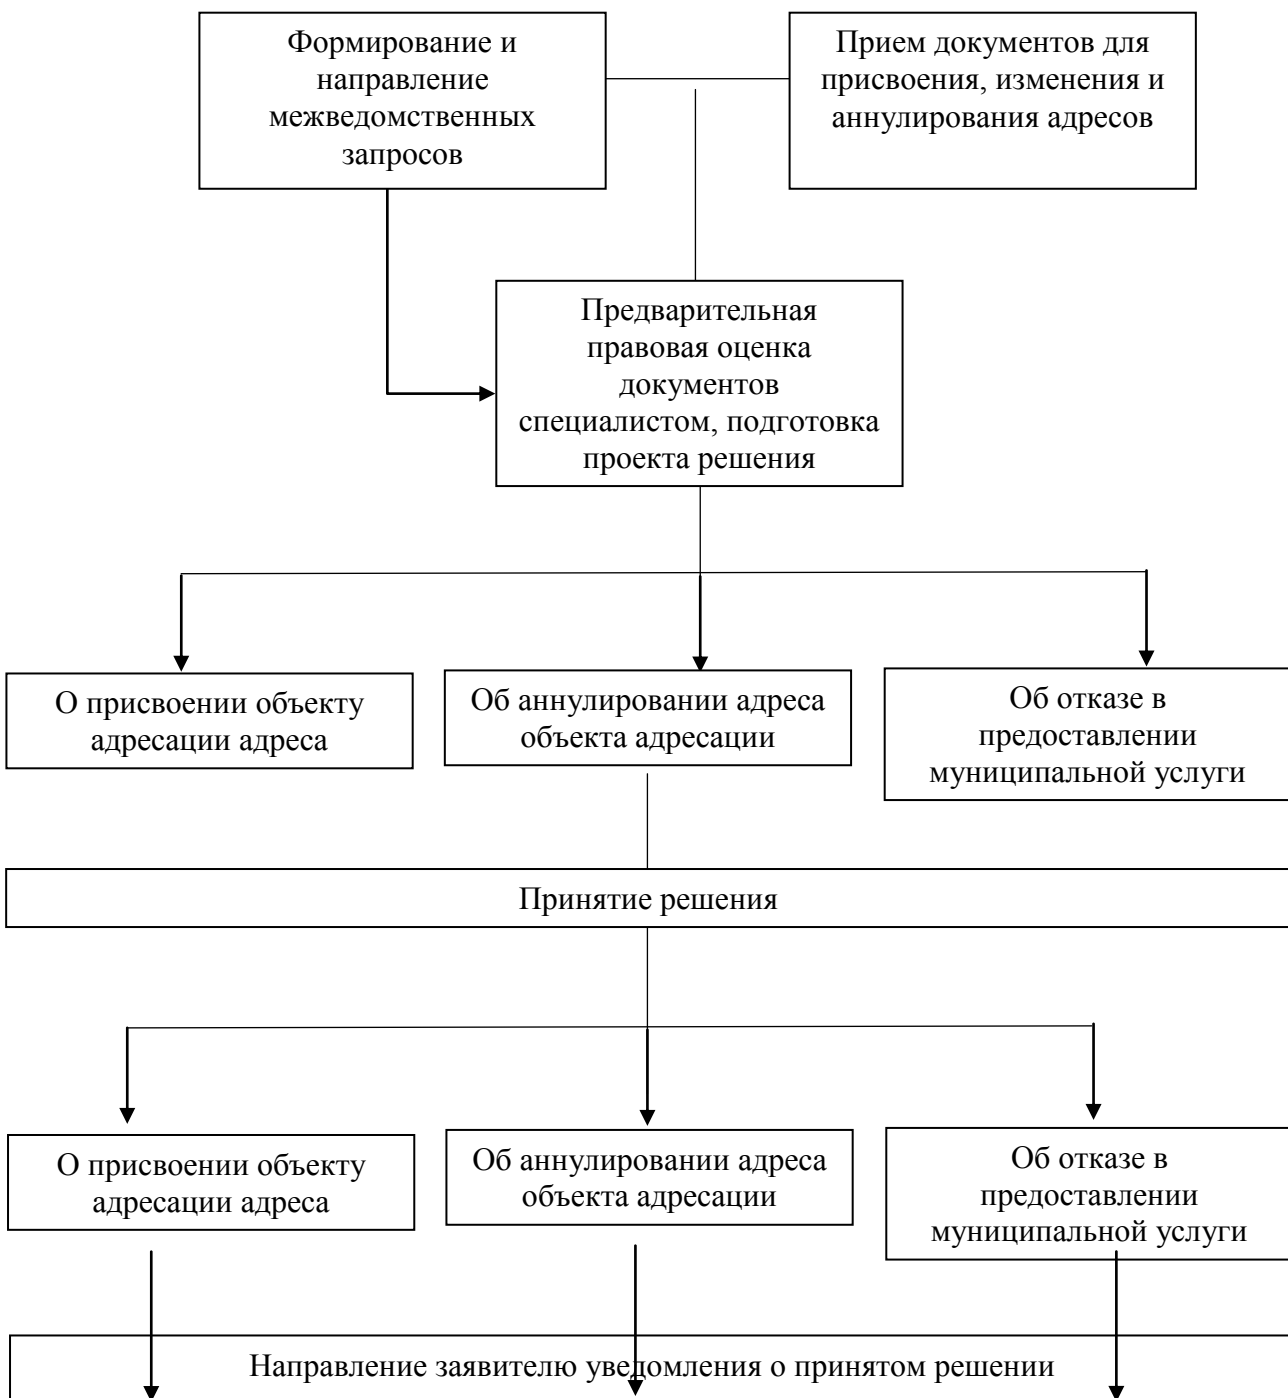 Формирование и
направление
межведомственных
запросов
Прием документов для
присвоения, изменения и
аннулирования адресов
Предварительная
правовая оценка
документов
специалистом, подготовка
проекта решения
О присвоении объекту
адресации адреса
Об аннулировании адреса
объекта адресации
Об отказе в
предоставлении
муниципальной услуги
Принятие решения
О присвоении объекту
адресации адреса
Об аннулировании адреса
объекта адресации
Об отказе в
предоставлении
муниципальной услуги
Направление заявителю уведомления о принятом решении